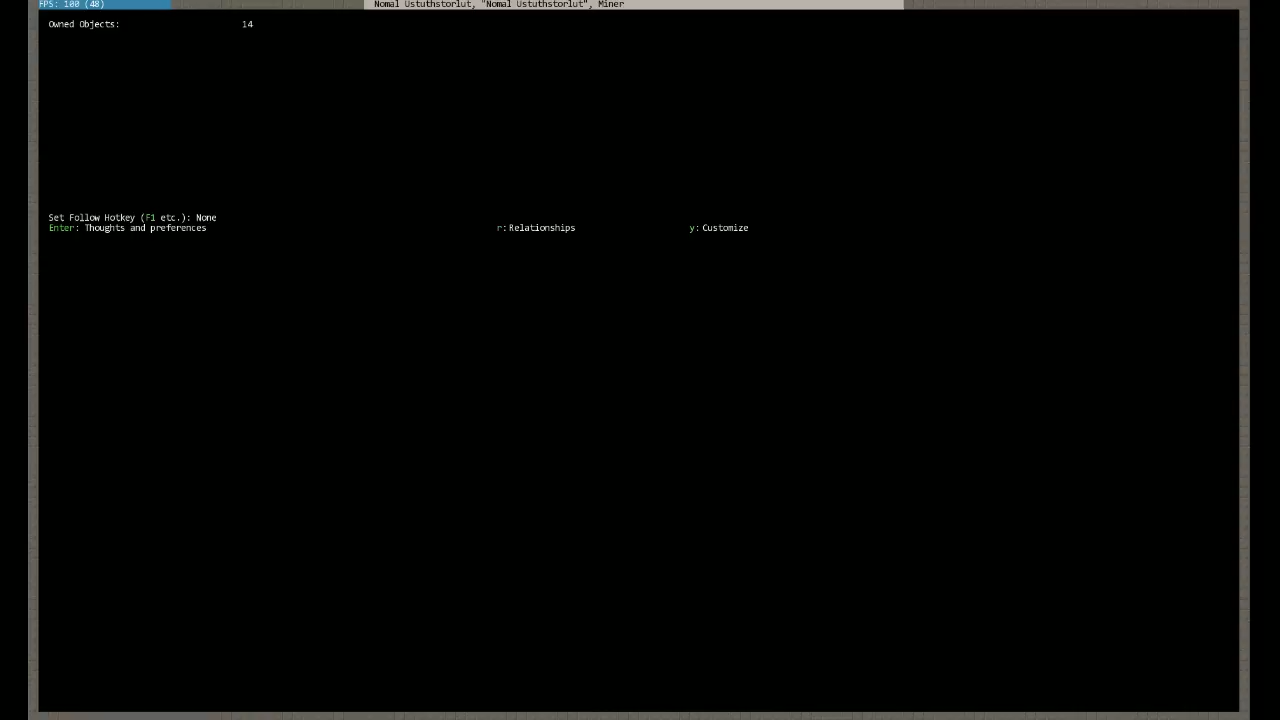 FPS: 100 (48)
Nomal Ustuthstorlut, "Nomal Ustuthstorlut", Miner
Owned Objects: 14
Set Follow Hotkey (F1 etc.): None
Enter: Thoughts and preferences r: Relationships y: Customize